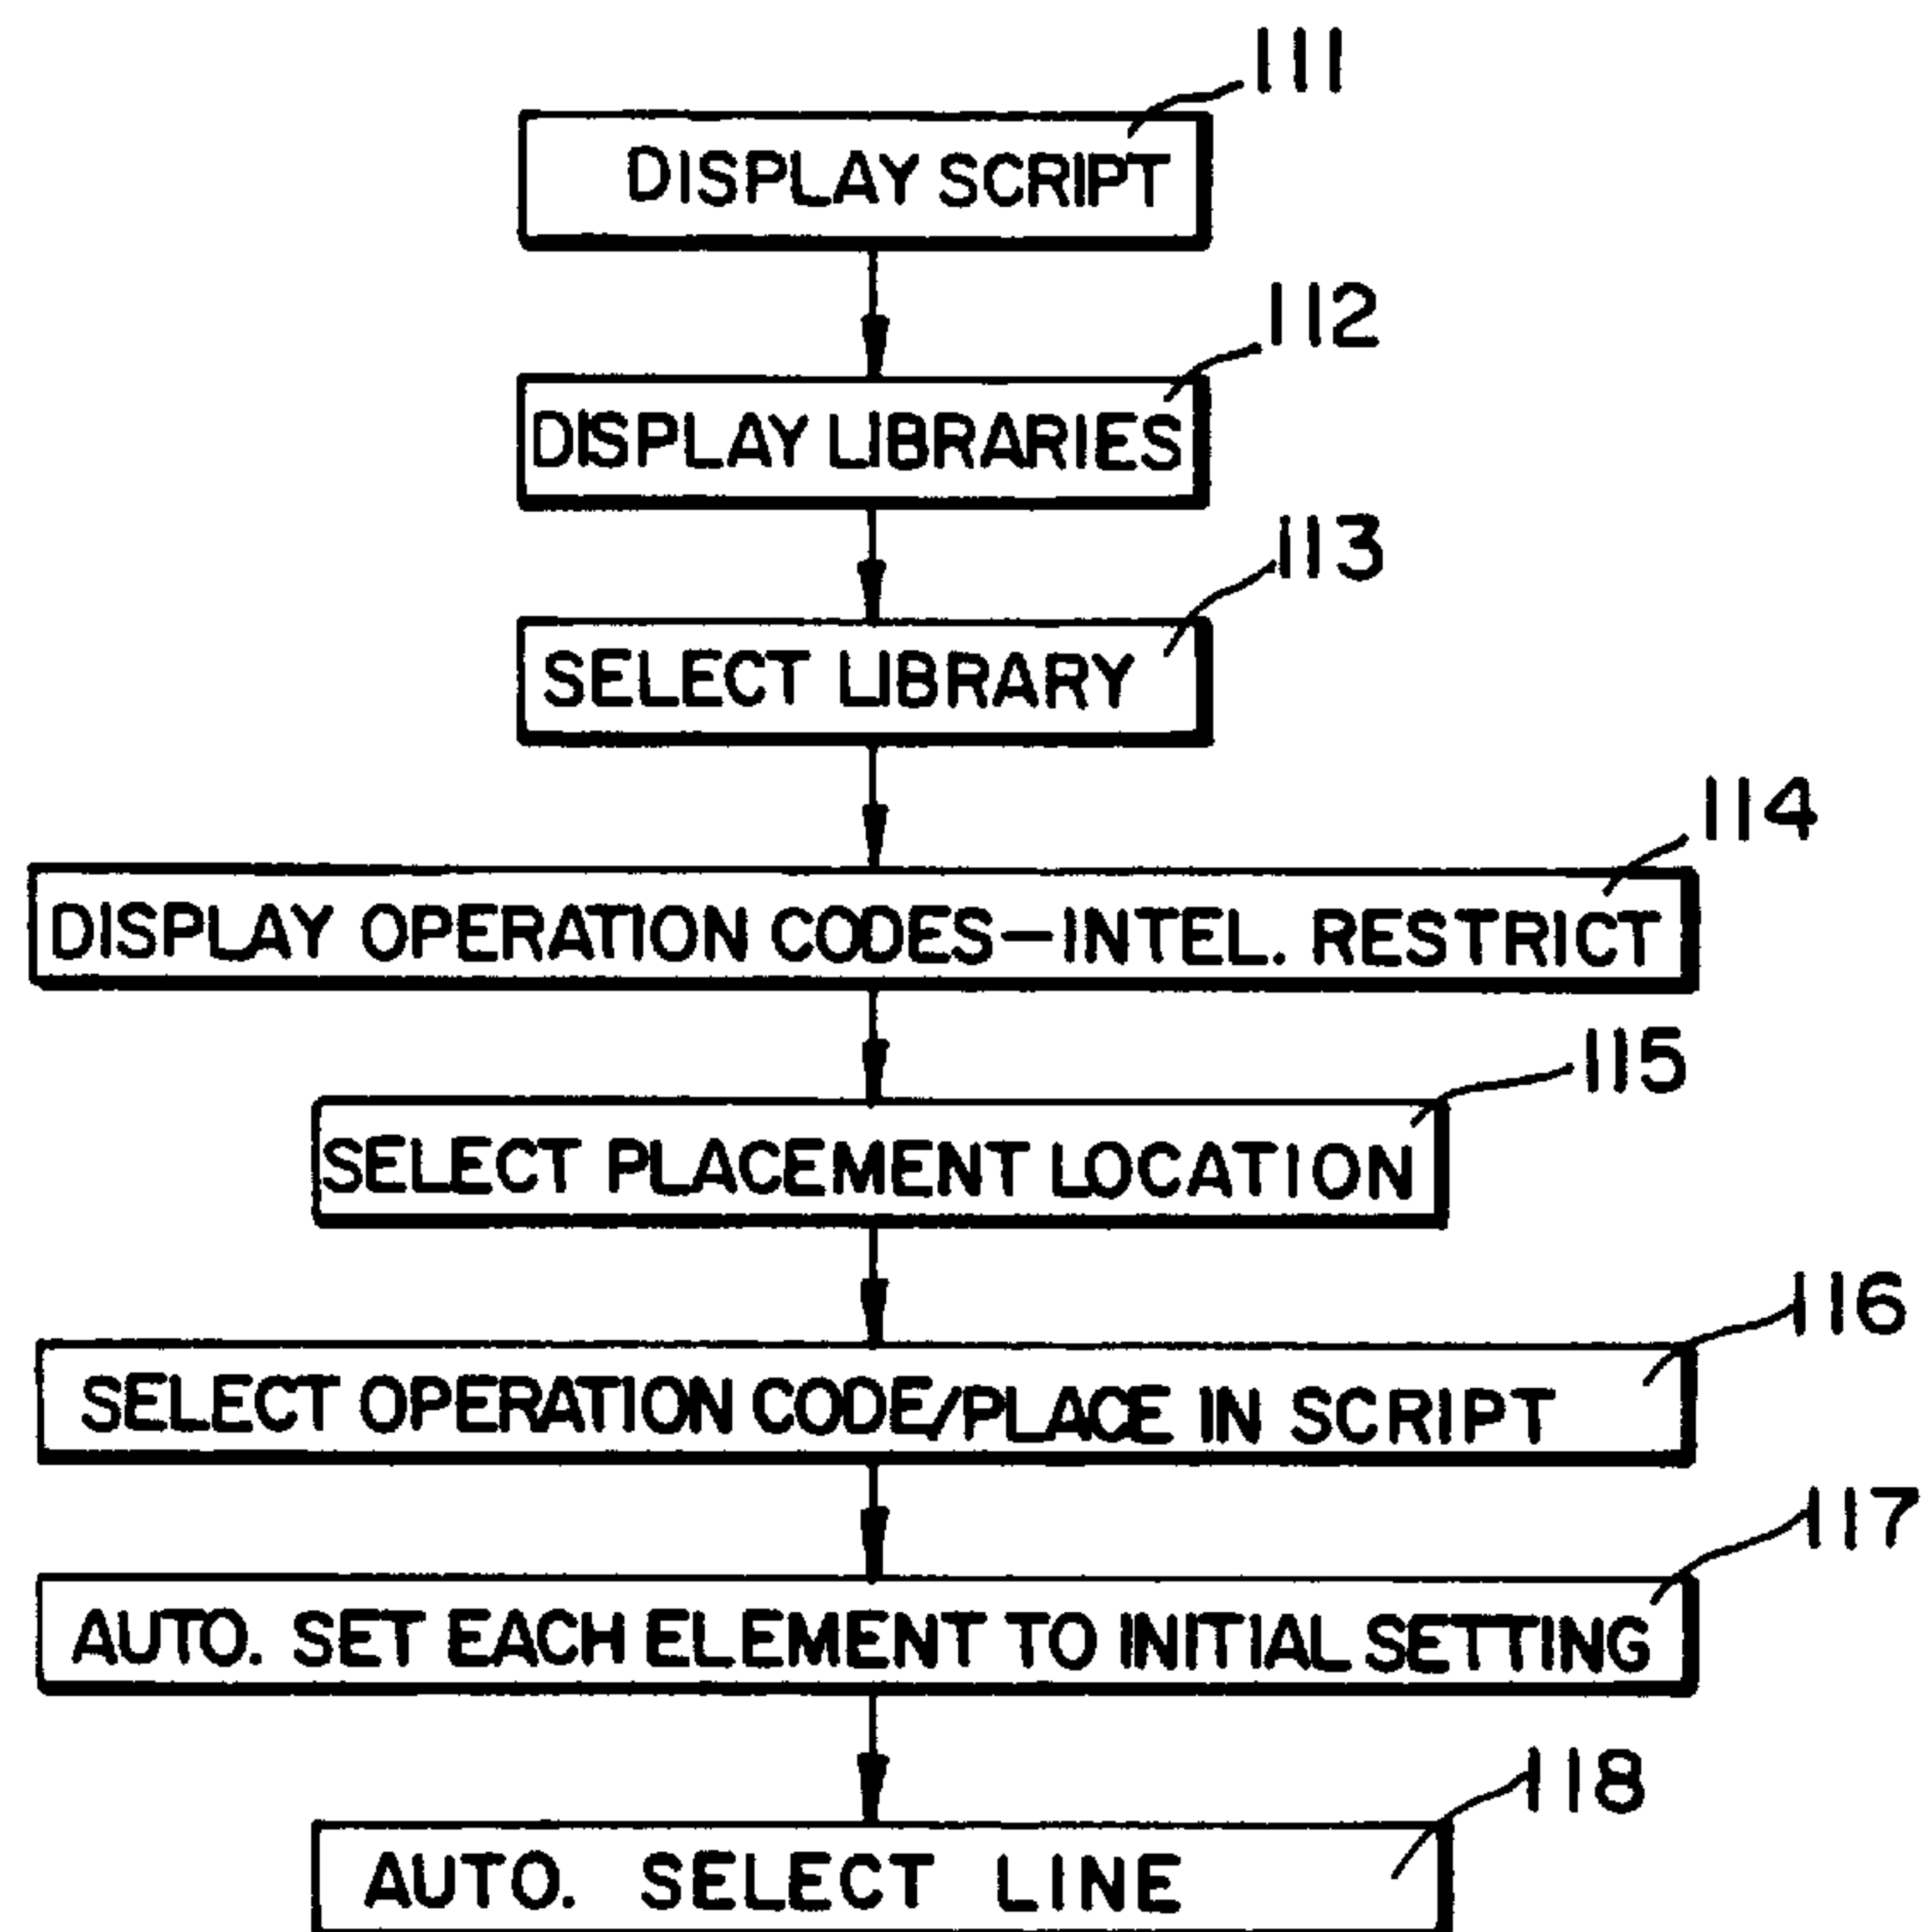 111
DISPLAY SCRIPT
112
DISPLAY LIBRARIES
113
SELECT LIBRARY
114
DISPLAY OPERATION CODES—INTEL. RESTRICT
115
SELECT PLACEMENT LOCATION
116
SELECT OPERATION CODE/PLACE IN SCRIPT
117
AUTO. SET EACH ELEMENT TO INITIAL SETTING
118
AUTO. SELECT LINE